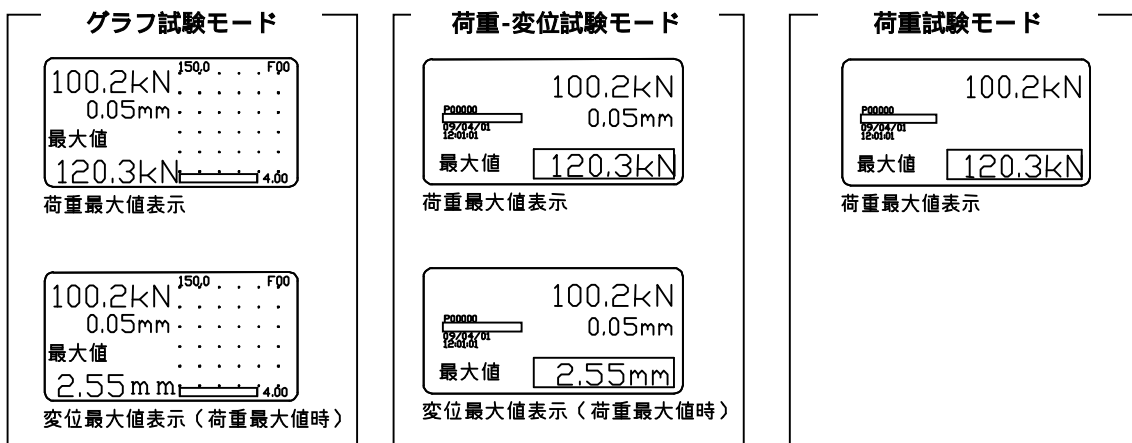 グラフ試験モード
100.2kN
150.0
F00
0.05mm
最大値
120.3kN
4.00
荷重最大値表示
100.2kN
150.0
F00
0.05mm
最大値
2.55mm
4.00
変位最大値表示(荷重最大値時)
荷重-変位試験モード
100.2kN
0.05mm
P00000
09/04/01
12:01:01
最大値
120.3kN
荷重最大値表示
100.2kN
0.05mm
P00000
09/04/01
12:01:01
最大値
2.55mm
変位最大値表示(荷重最大値時)
荷重試験モード
100.2kN
P00000
09/04/01
12:01:01
最大値
120.3kN
荷重最大値表示